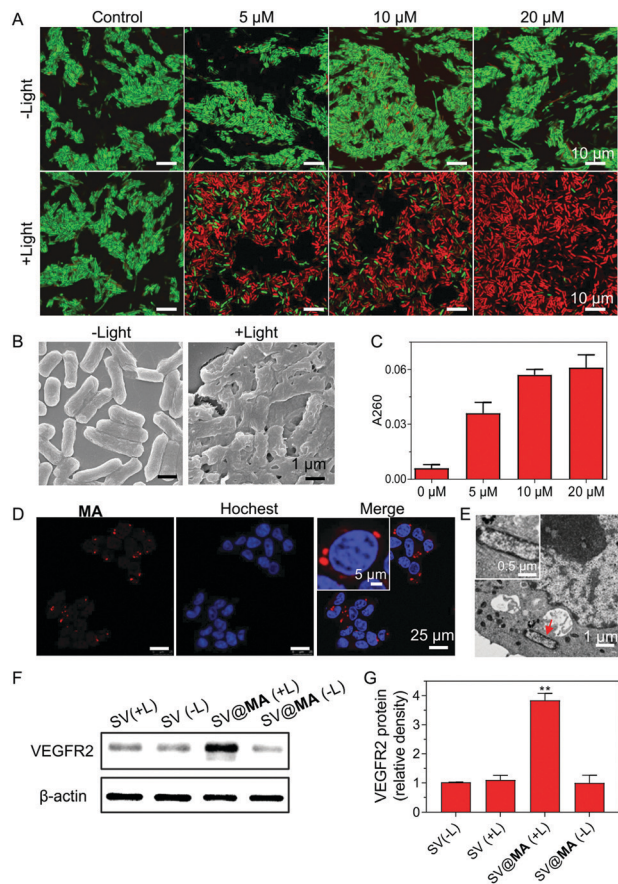 A
Control
5 µM
10 µM
20 µM
-Light
10 µm
+Light
10 µm
B
-Light
+Light
1 µm
C
A260
0.06
0.03
0.00
0 µM
5 µM
10 µM
20 µM
D
MA
Hochest
Merge
5 µm
25 µm
E
0.5 µm
1 µm
F
SV(+L)
SV (-L)
SV@MA (+L)
SV@MA (-L)
VEGFR2
β-actin
G
VEGFR2 protein
(relative density)
5
4
3
2
1
0
**
SV(-L)
SV (+L)
SV@MA (+L)
SV@MA (-L)